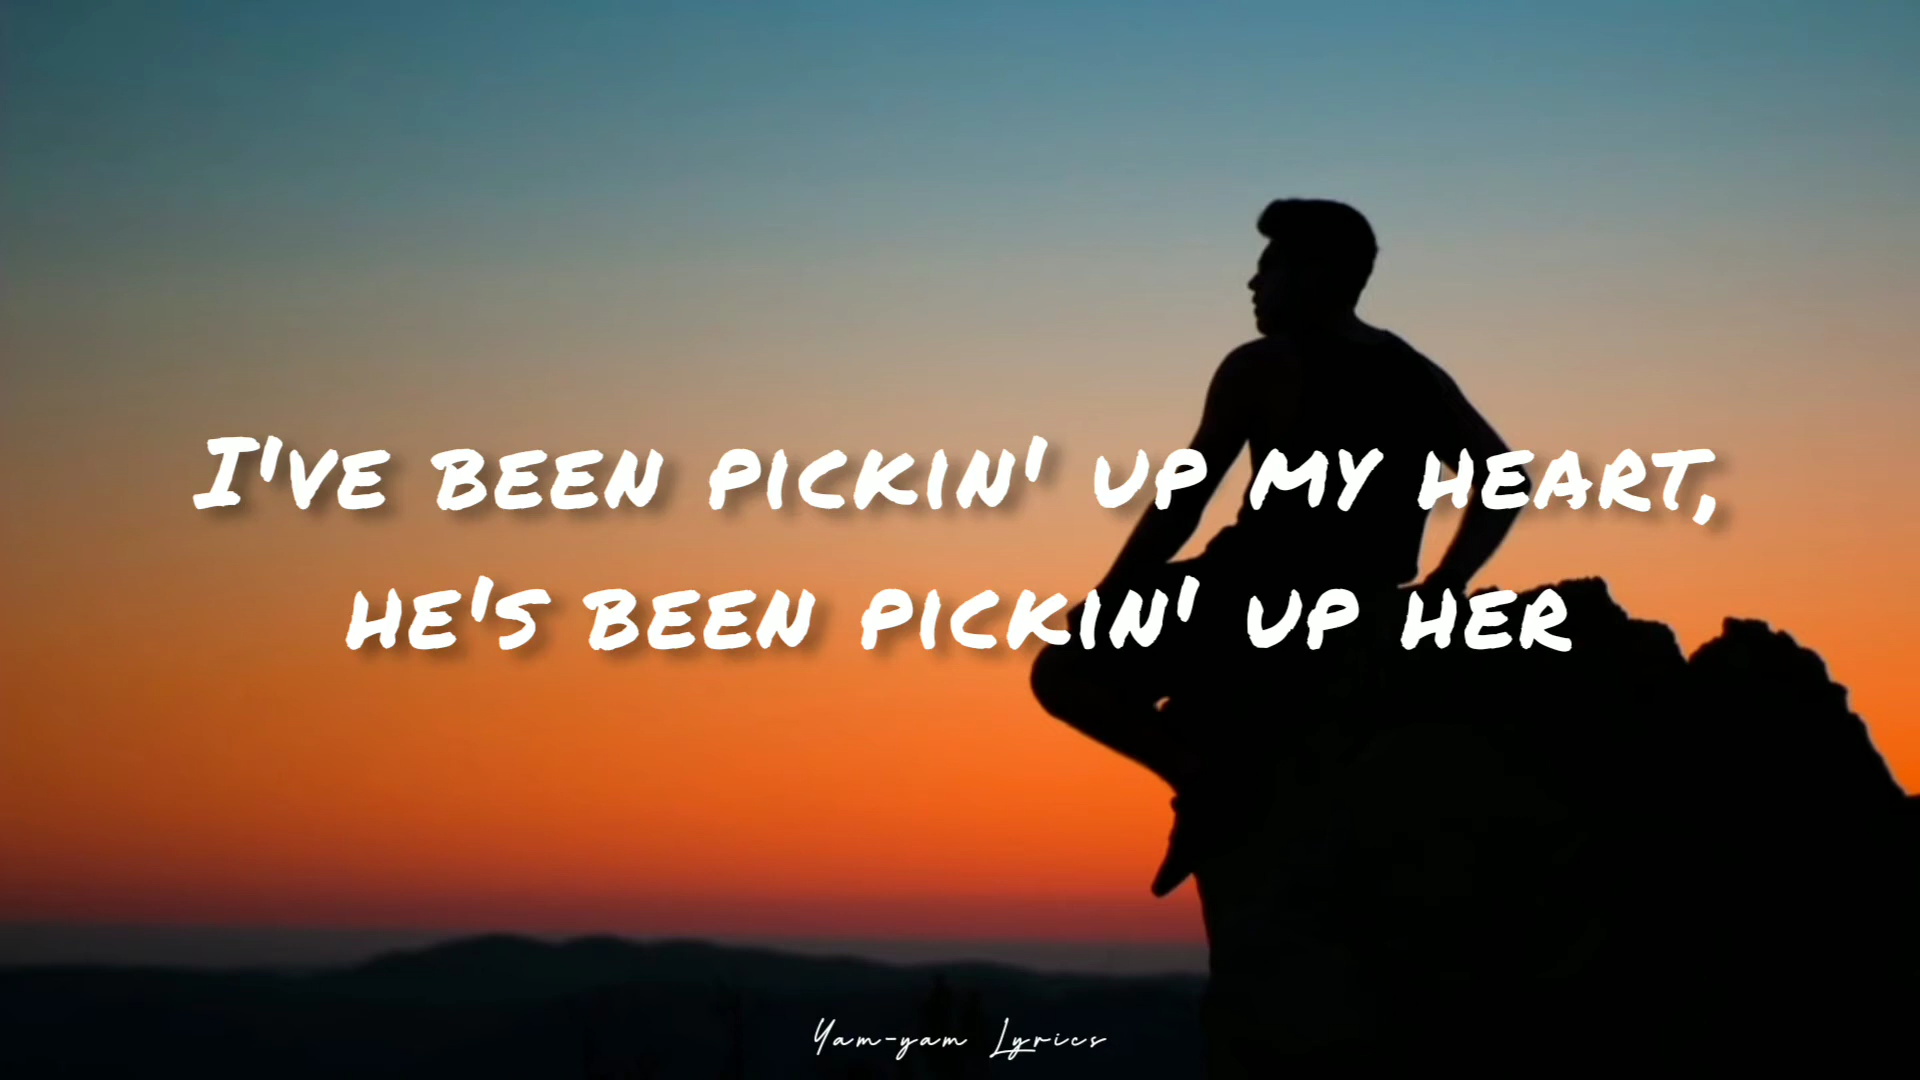 I'VE BEEN PICKIN' UP MY HEART,
HE'S BEEN PICKIN' UP HER
Yam-yam Lyrics